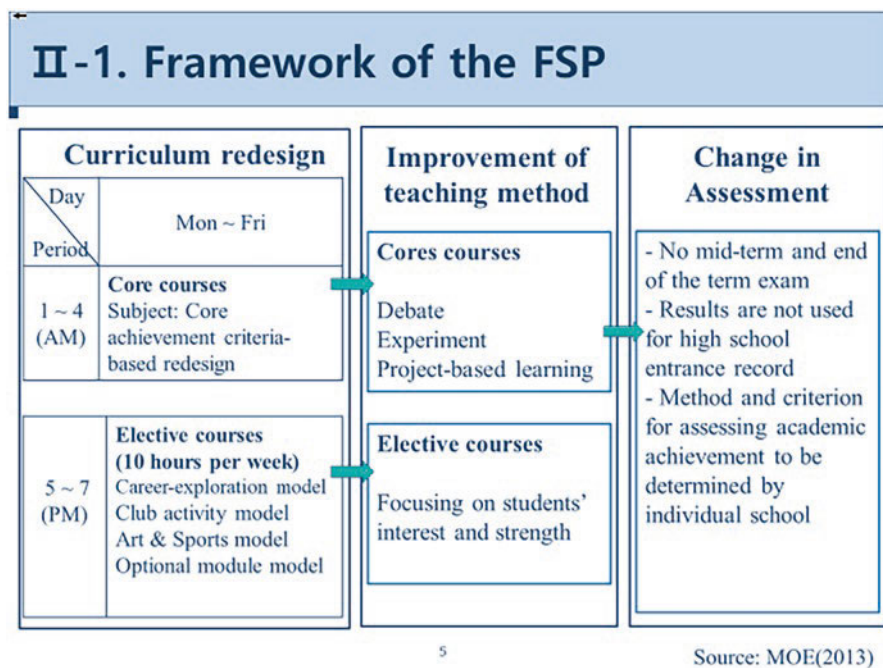 Ⅱ-1. Framework of the FSP
Curriculum redesign
Day
Period
Mon ~ Fri
1 ~ 4
(AM)
Core courses
Subject: Core
achievement criteria-
based redesign
5 ~ 7
(PM)
Elective courses
(10 hours per week)
Career-exploration model
Club activity model
Art & Sports model
Optional module model
Improvement of
teaching method
Cores courses
Debate
Experiment
Project-based learning
Elective courses
Focusing on students’
interest and strength
Change in
Assessment
- No mid-term and end
of the term exam
- Results are not used
for high school
entrance record
- Method and criterion
for assessing academic
achievement to be
determined by
individual school
5
Source: MOE(2013)